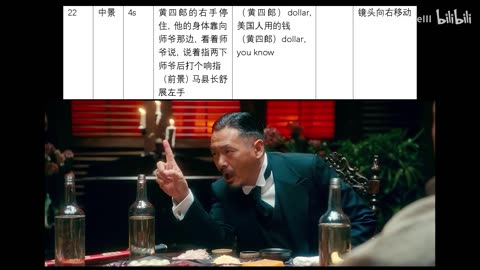 22
中景
4s
黄四郎的右手停
住，他的身体靠向
师爷那边，看着师
爷说，说着指两下
师爷后打个响指
（前景）马县长舒
展左手
（黄四郎）dollar,
美国人用的钱
（黄四郎）dollar,
you know
镜头向右移动
bilibili